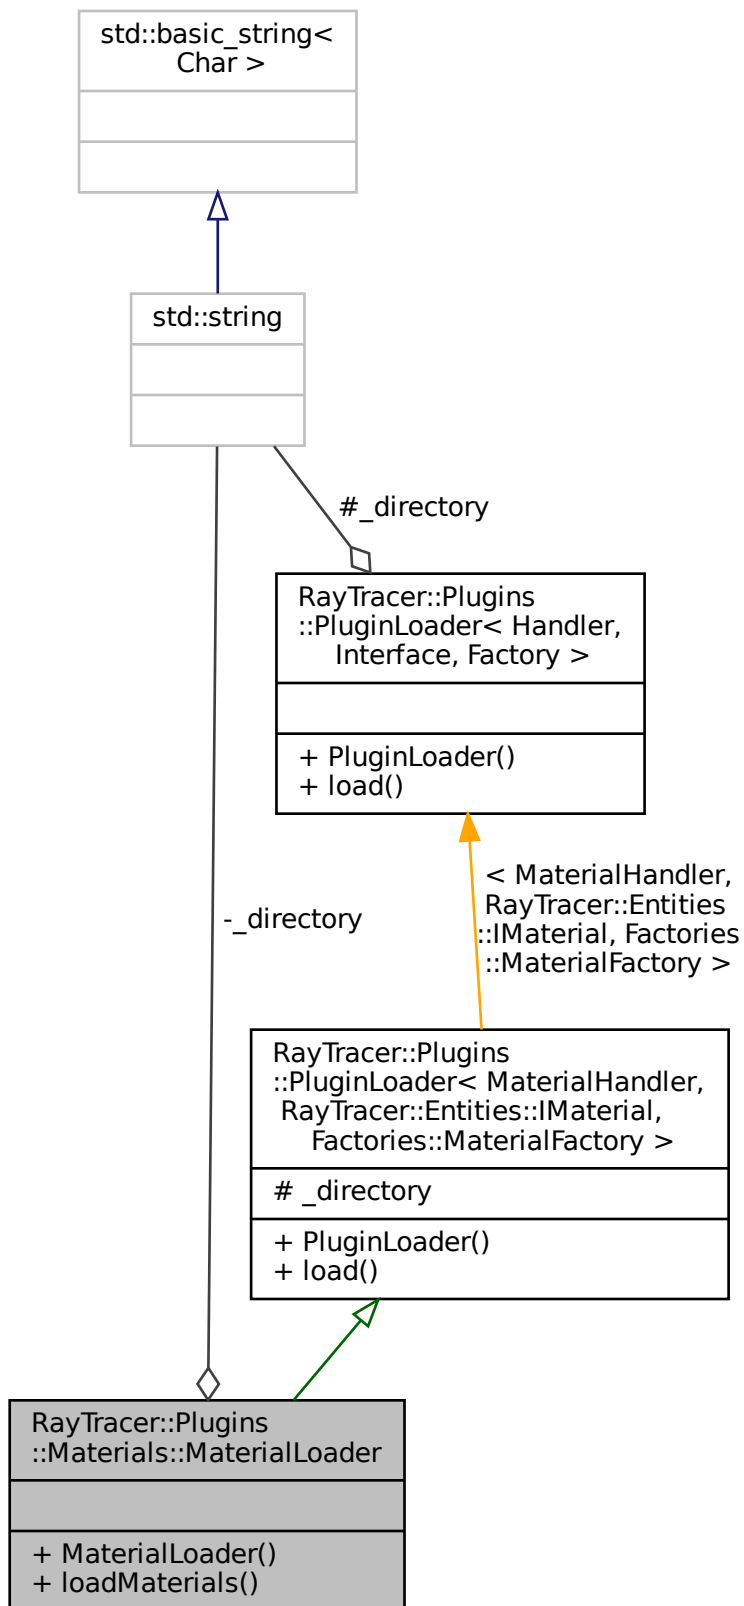 std::basic_string<
Char >
std::string
#_directory
RayTracer::Plugins
::PluginLoader< Handler,
Interface, Factory >
+ PluginLoader()
+ load()
-_directory
< MaterialHandler,
RayTracer::Entities
::IMaterial, Factories
::MaterialFactory >
RayTracer::Plugins
::PluginLoader< MaterialHandler,
RayTracer::Entities::IMaterial,
Factories::MaterialFactory >
# _directory
+ PluginLoader()
+ load()
RayTracer::Plugins
::Materials::MaterialLoader
+ MaterialLoader()
+ loadMaterials()